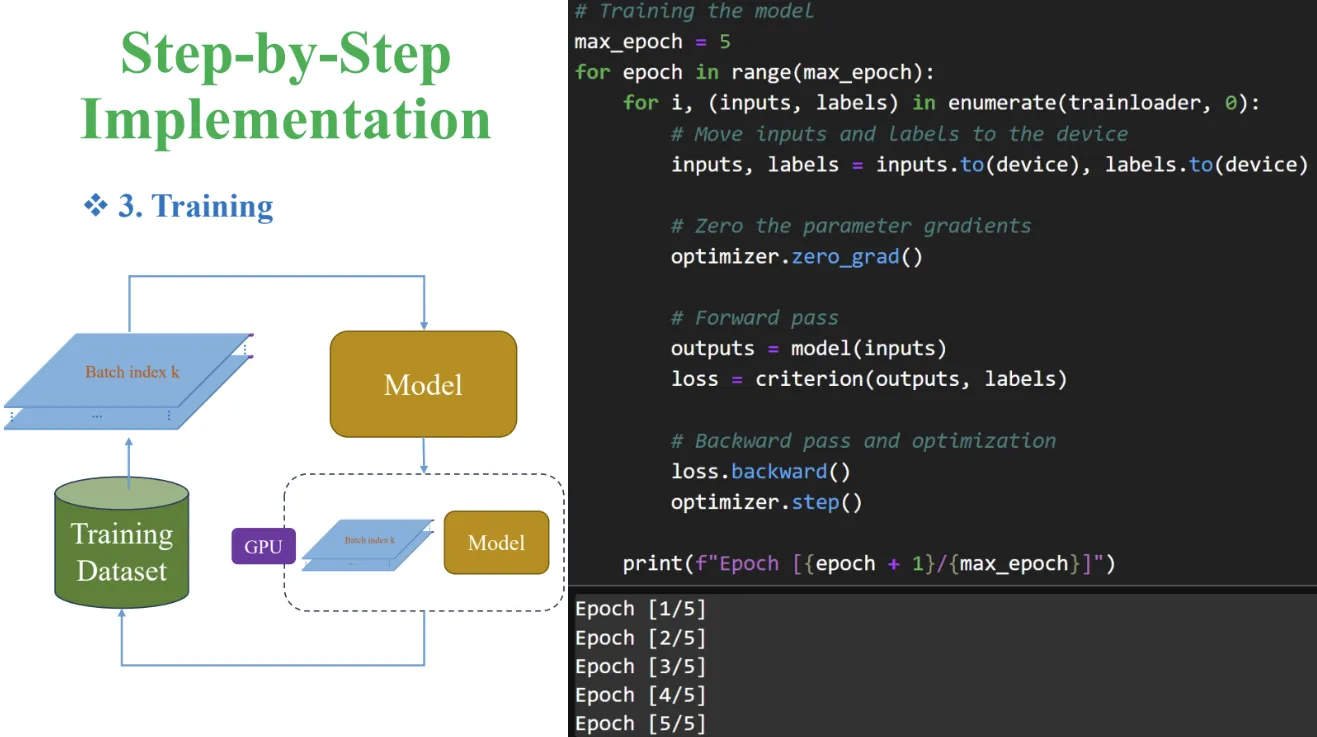 Step-by-Step
Implementation
❖ 3. Training
Batch index k
...
Model
Training
Dataset
GPU
Batch index k
Model
# Training the model
max_epoch = 5
for epoch in range(max_epoch):
    for i, (inputs, labels) in enumerate(trainloader, 0):
        # Move inputs and labels to the device
        inputs, labels = inputs.to(device), labels.to(device)
        # Zero the parameter gradients
        optimizer.zero_grad()
        # Forward pass
        outputs = model(inputs)
        loss = criterion(outputs, labels)
        # Backward pass and optimization
        loss.backward()
        optimizer.step()
    print(f"Epoch [{epoch + 1}/{max_epoch}]")
Epoch [1/5]
Epoch [2/5]
Epoch [3/5]
Epoch [4/5]
Epoch [5/5]